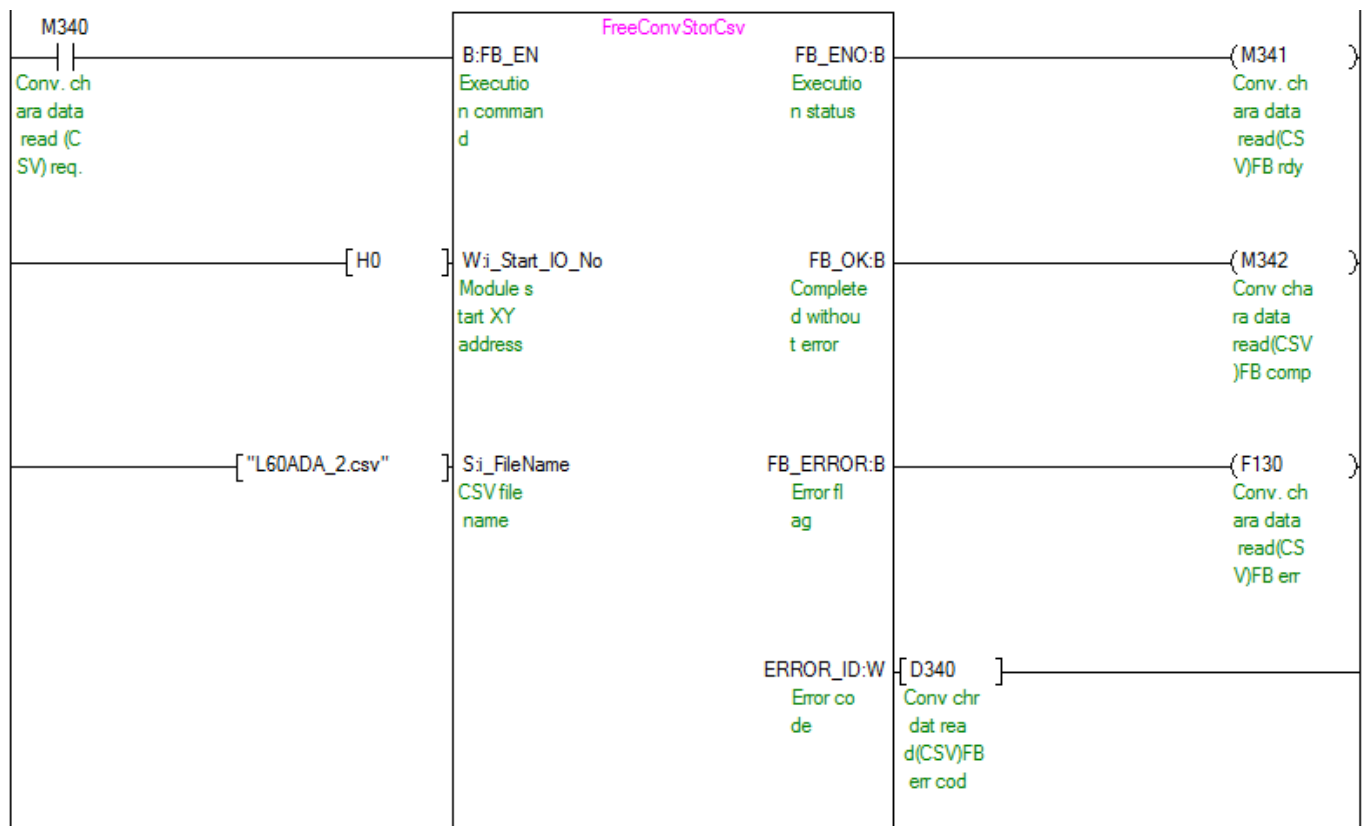 M340
FreeConvStorCsv
B:FB_EN
FB_ENO:B
M341
Conv. ch
ara data
read (C
SV) req.
Executio
n comman
d
Executio
n status
Conv. ch
ara data
read(CS
V)FB rdy
H0
W:i_Start_IO_No
FB_OK:B
M342
Module s
tart XY
address
Complete
d withou
t error
Conv cha
ra data
read(CSV
)FB comp
"L60ADA_2.csv"
S:i_FileName
FB_ERROR:B
F130
CSV file
name
Error fl
ag
Conv. ch
ara data
read(CS
V)FB err
ERROR_ID:W
D340
Error co
de
Conv chr
dat rea
d(CSV)FB
err cod